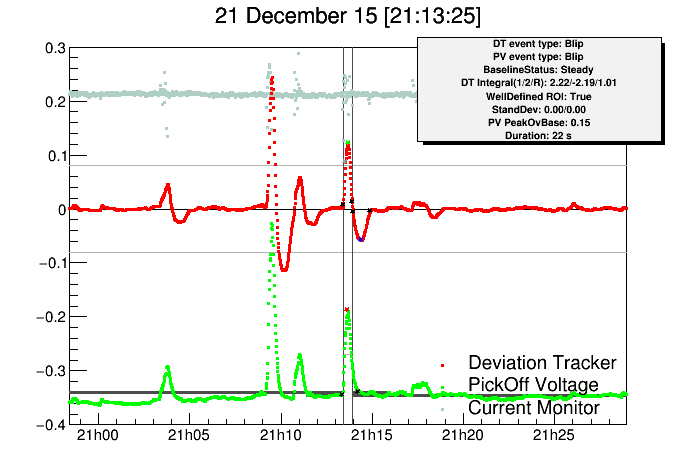 21 December 15 [21:13:25]
DT event type: Blip
PV event type: Blip
BaselineStatus: Steady
DT Integral(1/2/R): 2.22/-2.19/1.01
WellDefined ROI: True
StandDev: 0.00/0.00
PV PeakOvBase: 0.15
Duration: 22 s
0.3
0.2
0.1
0
−0.1
−0.2
−0.3
−0.4
Deviation Tracker
PickOff Voltage
Current Monitor
21h00 21h05 21h10 21h15 21h20 21h25